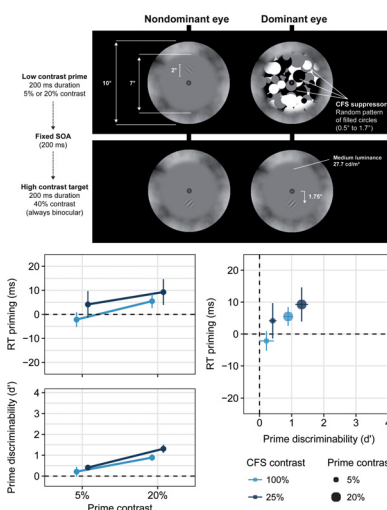 Nondominant eye
Dominant eye
Low contrast prime
200 ms duration
5% or 20% contrast
Fixed SOA
(200 ms)
High contrast target
200 ms duration
40% contrast
(always binocular)
10°
7°
2°
CFS suppressor
Random pattern
of filled circles
(0.5° to 1.7°)
Medium luminance
27.7 cd/m²
1.75°
RT priming (ms)
20
10
0
−10
−20
Prime discriminability (d')
4
3
2
1
0
5%
20%
Prime contrast
RT priming (ms)
20
10
0
−10
−20
0
1
2
3
4
Prime discriminability (d')
CFS contrast
100%
25%
Prime contrast
5%
20%